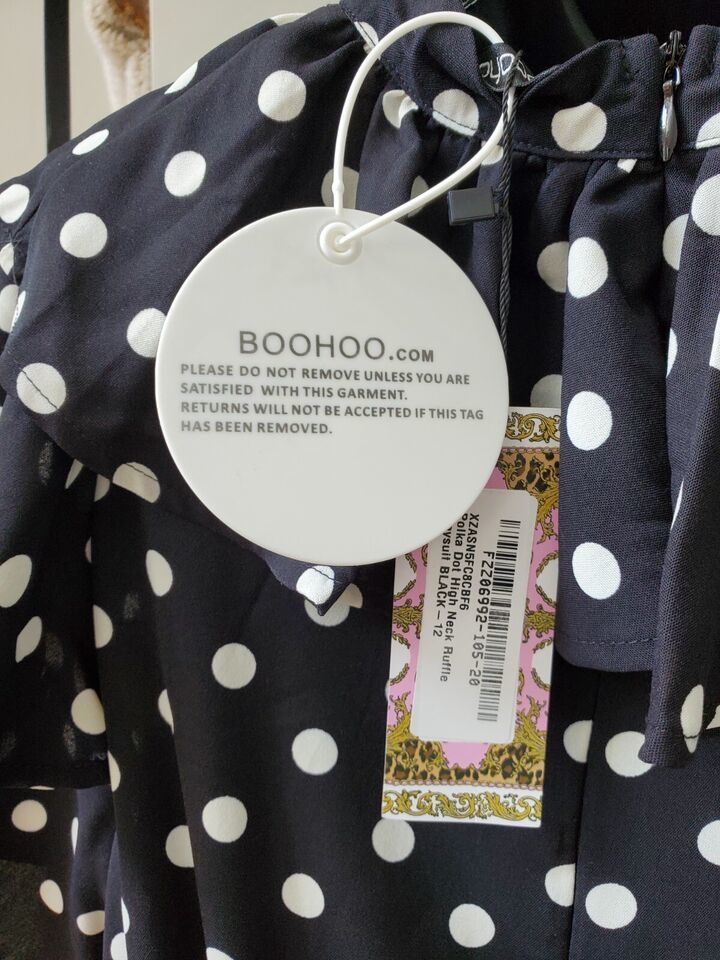 BOOHOO.COM
PLEASE DO NOT REMOVE UNLESS YOU ARE
SATISFIED WITH THIS GARMENT.
RETURNS WILL NOT BE ACCEPTED IF THIS TAG
HAS BEEN REMOVED.
FZZ06992-105-20
XZASN5FC8CBF6
Polka Dot High Neck Ruffle
BLACK-12